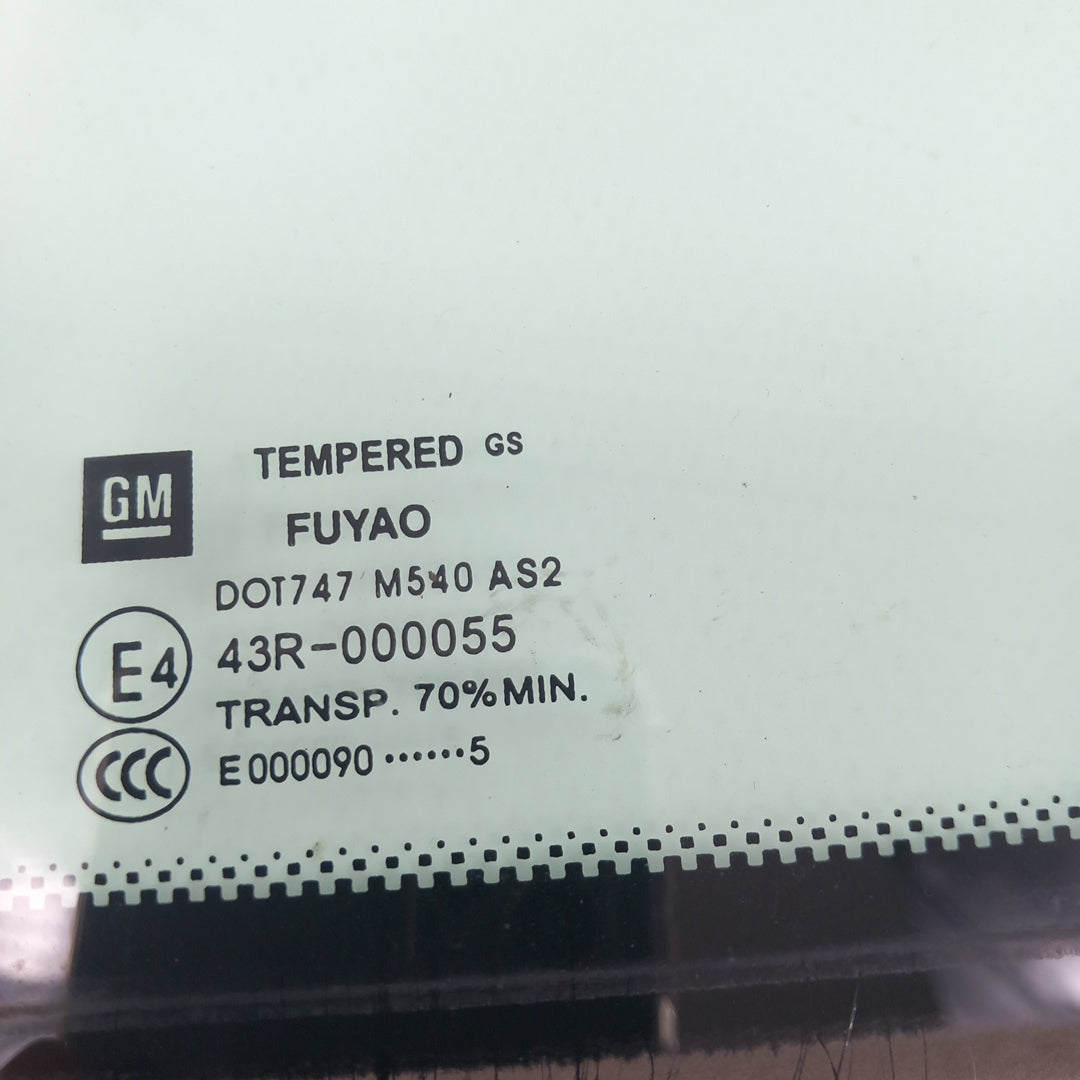 GM
TEMPERED GS
FUYAO
DOT747 M540 AS2
E4
43R-000055
TRANSP. 70%MIN.
CCC
E000090 ······5